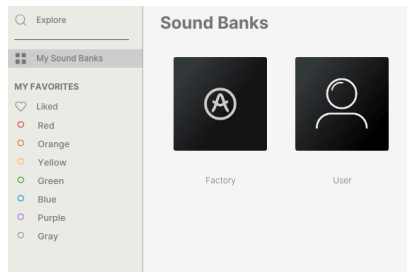 Explore
My Sound Banks
MY FAVORITES
Liked
Red
Orange
Yellow
Green
Blue
Purple
Gray
Sound Banks
Factory
User